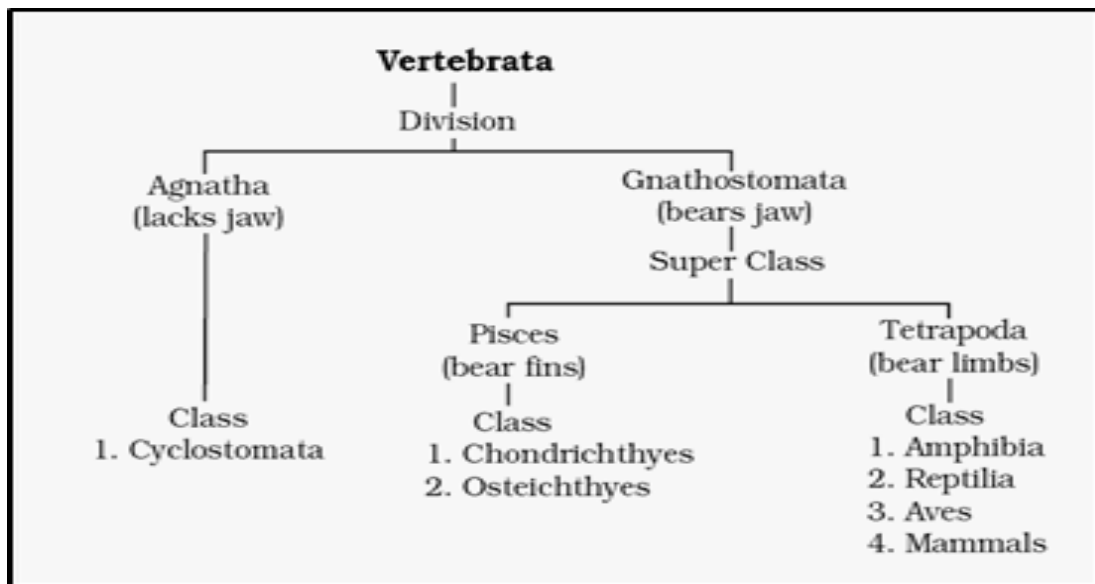 Vertebrata
Division
Agnatha
(lacks jaw)
Gnathostomata
(bears jaw)
Super Class
Pisces
(bear fins)
Tetrapoda
(bear limbs)
Class
1. Cyclostomata
Class
1. Chondrichthyes
2. Osteichthyes
Class
1. Amphibia
2. Reptilia
3. Aves
4. Mammals